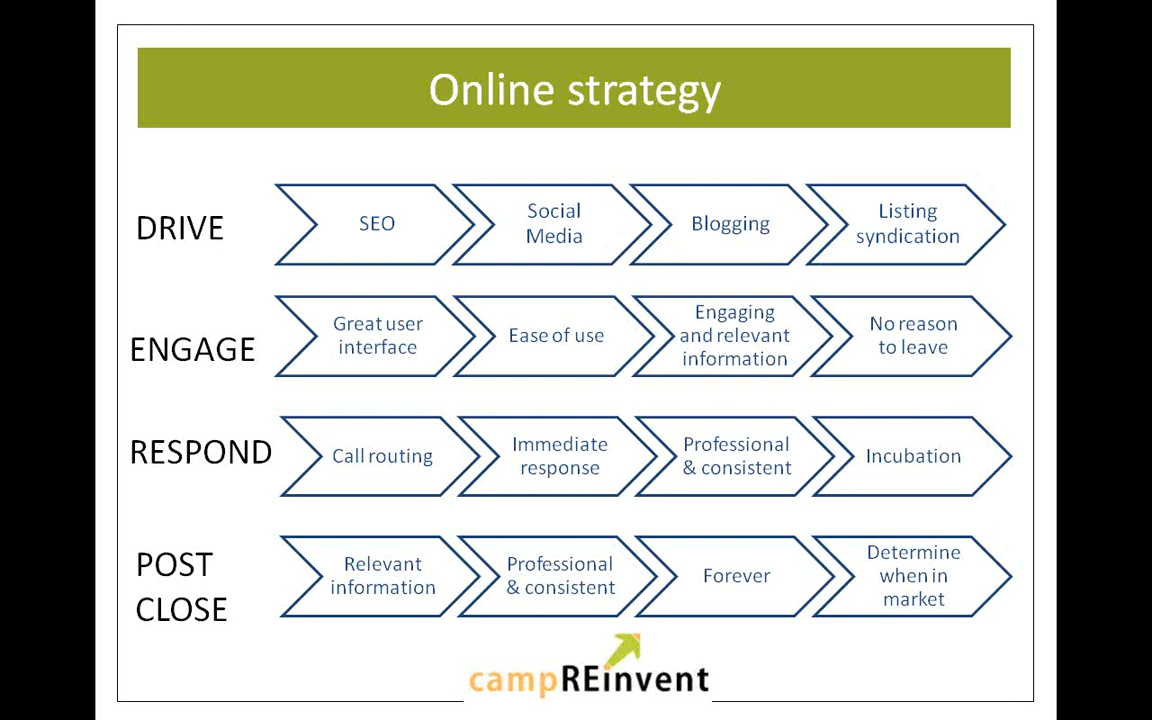 Online strategy
DRIVE
SEO
Social
Media
Blogging
Listing
syndication
ENGAGE
Great user
interface
Ease of use
Engaging
and relevant
information
No reason
to leave
RESPOND
Call routing
Immediate
response
Professional
& consistent
Incubation
POST
CLOSE
Relevant
information
Professional
& consistent
Forever
Determine
when in
market
campREinvent